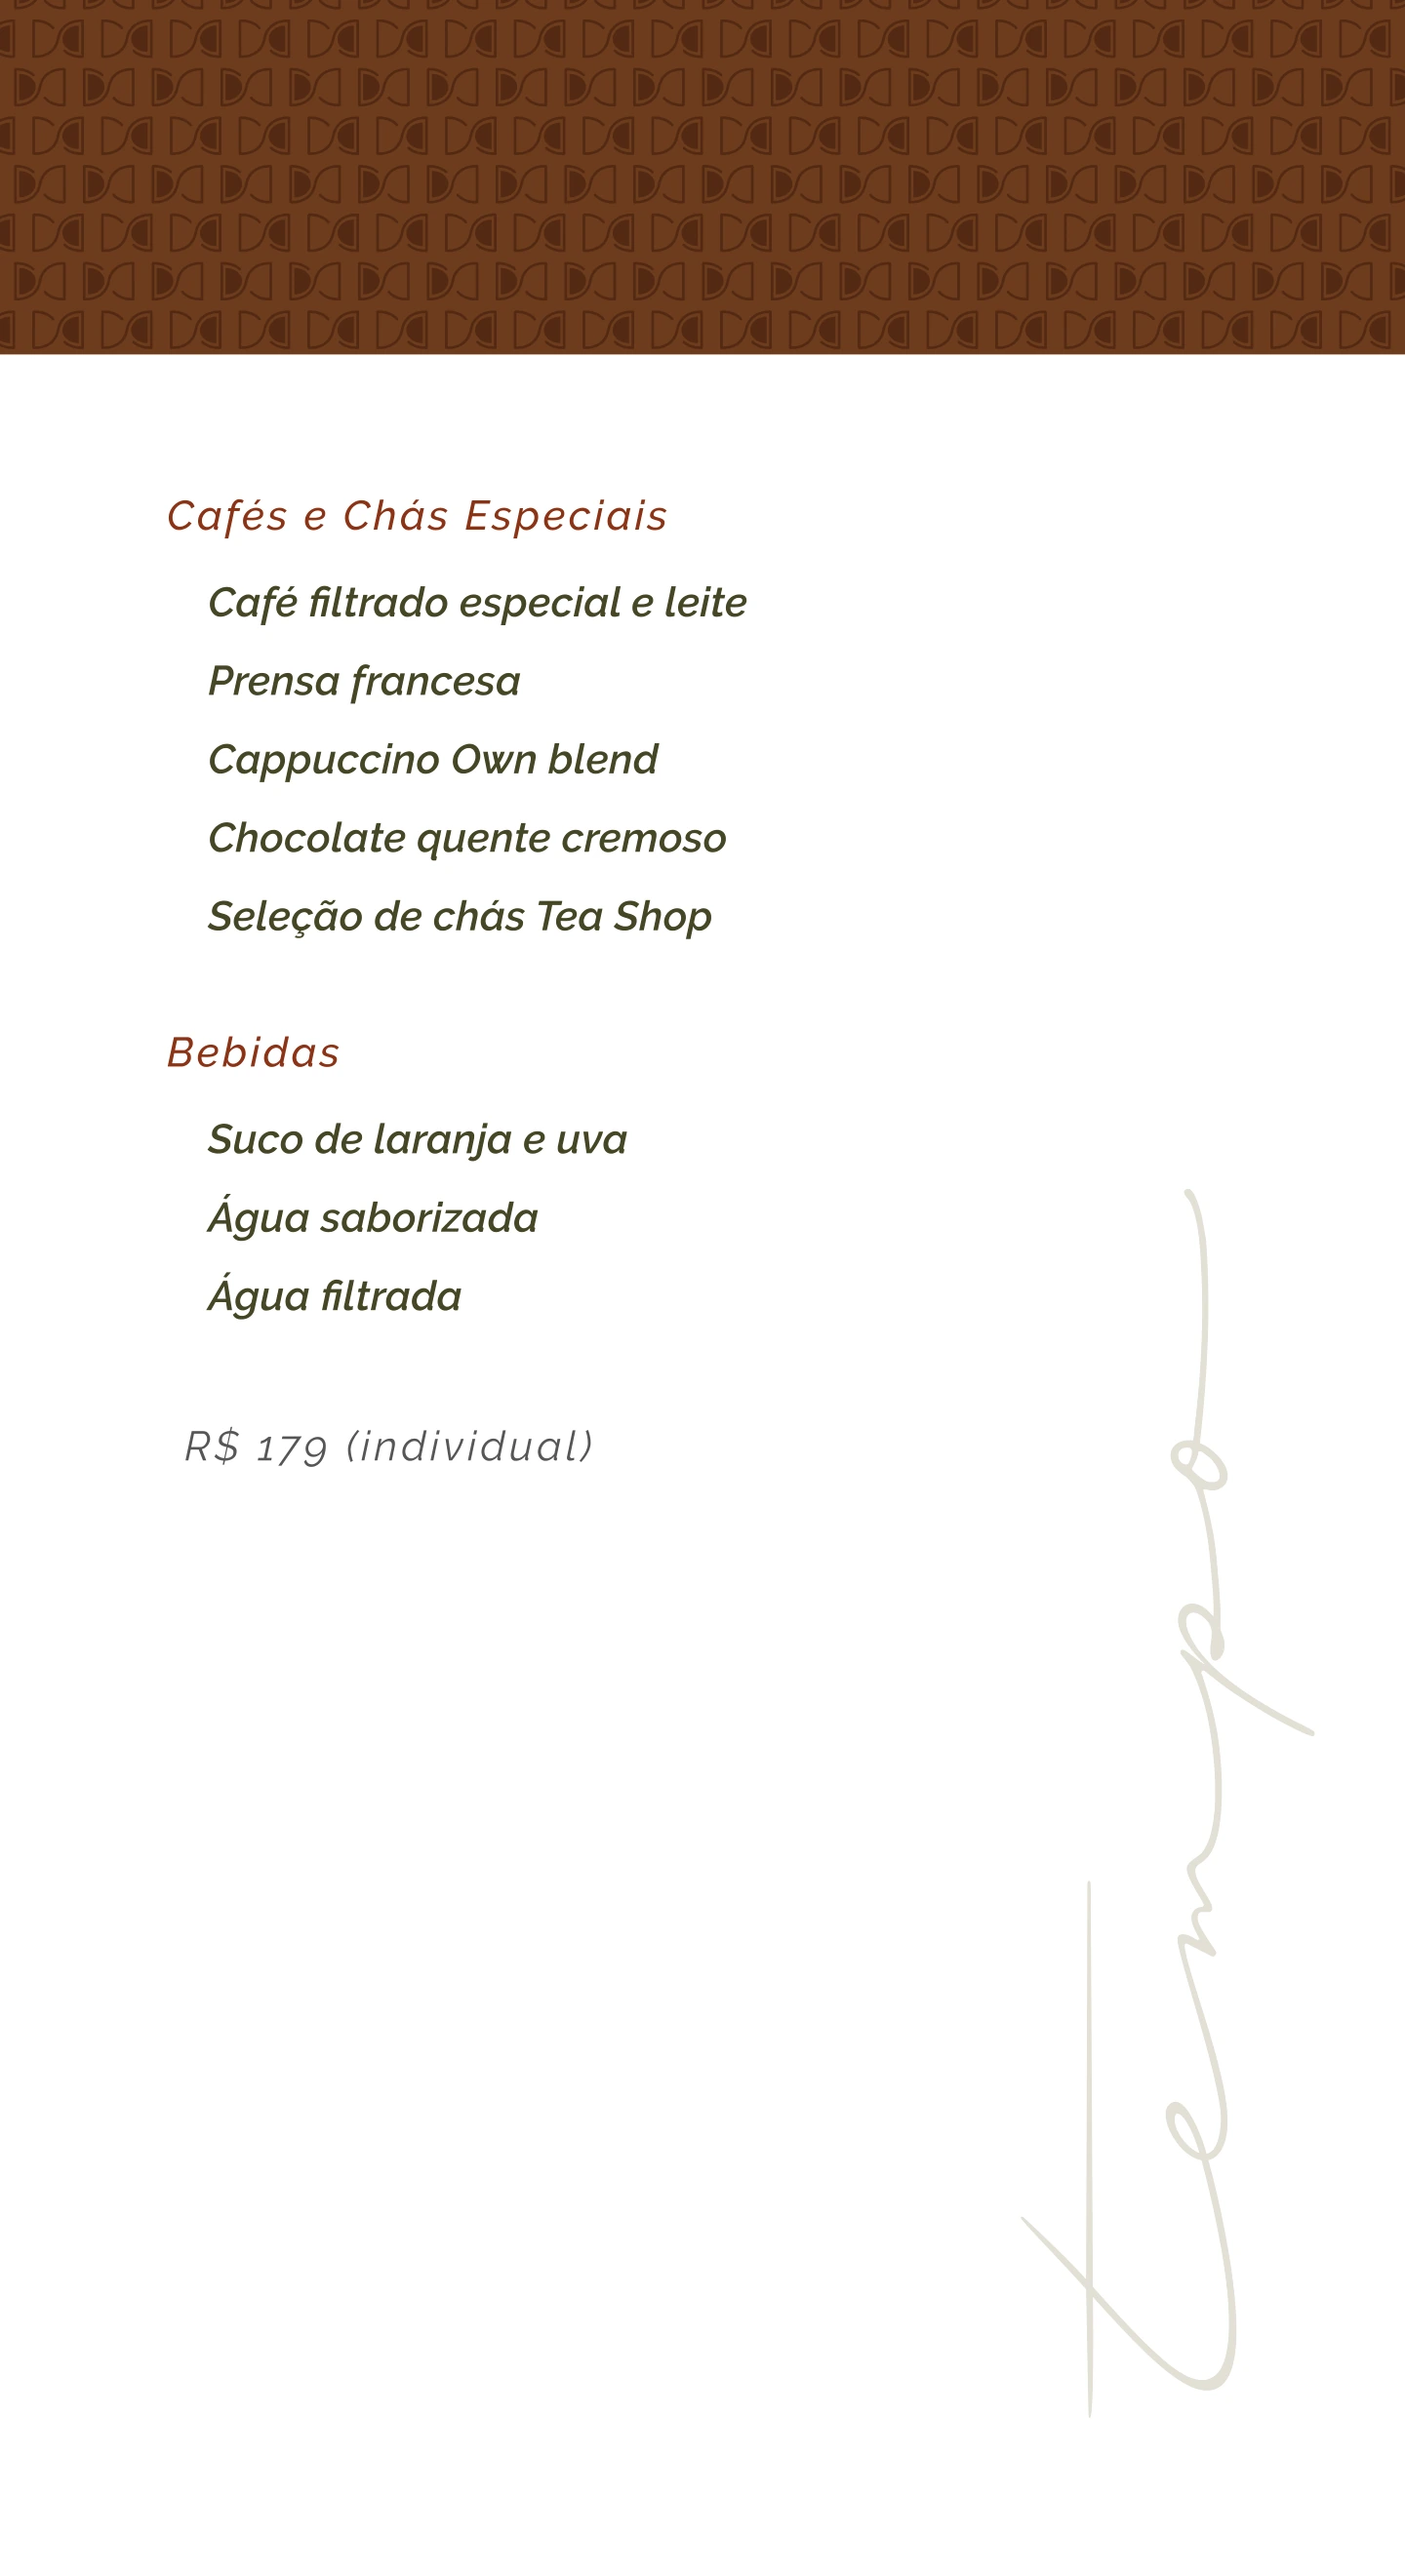 Cafés e Chás Especiais
Café filtrado especial e leite
Prensa francesa
Cappuccino Own blend
Chocolate quente cremoso
Seleção de chás Tea Shop
Bebidas
Suco de laranja e uva
Água saborizada
Água filtrada
R$ 179 (individual)
tempo